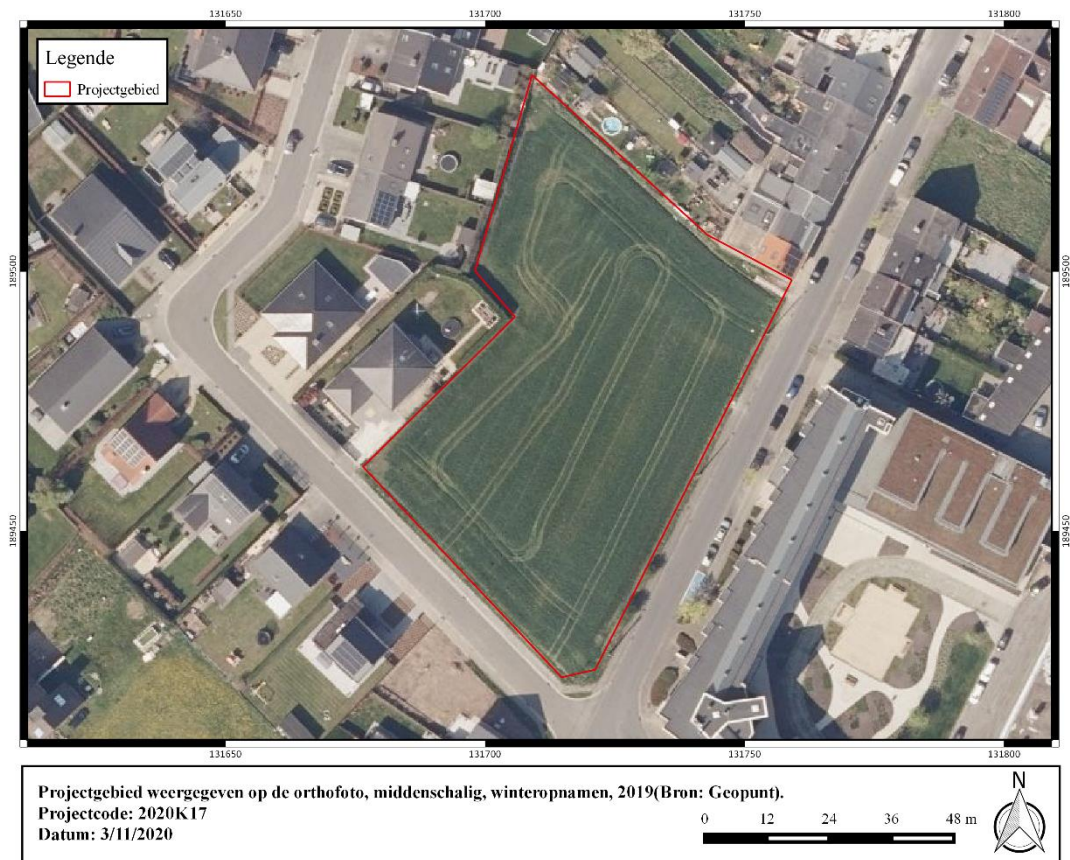 131650 131700 131750 131800
Legende
Projectgebied
189500 189500
189450 189450
131650 131700 131750 131800
Projectgebied weergegeven op de orthofoto, middenschalig, winteropnamen, 2019(Bron: Geopunt).
Projectcode: 2020K17
Datum: 3/11/2020
0 12 24 36 48 m
N